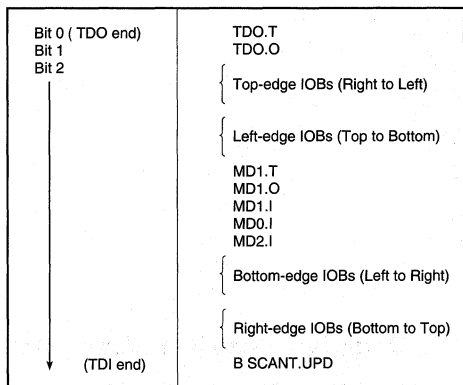 Bit 0 ( TDO end)
Bit 1
Bit 2
(TDI end)
TDO.T
TDO.O
Top-edge IOBs (Right to Left)
Left-edge IOBs (Top to Bottom)
MD1.T
MD1.O
MD1.I
MD0.I
MD2.I
Bottom-edge IOBs (Left to Right)
Right-edge IOBs (Bottom to Top)
B SCANT.UPD